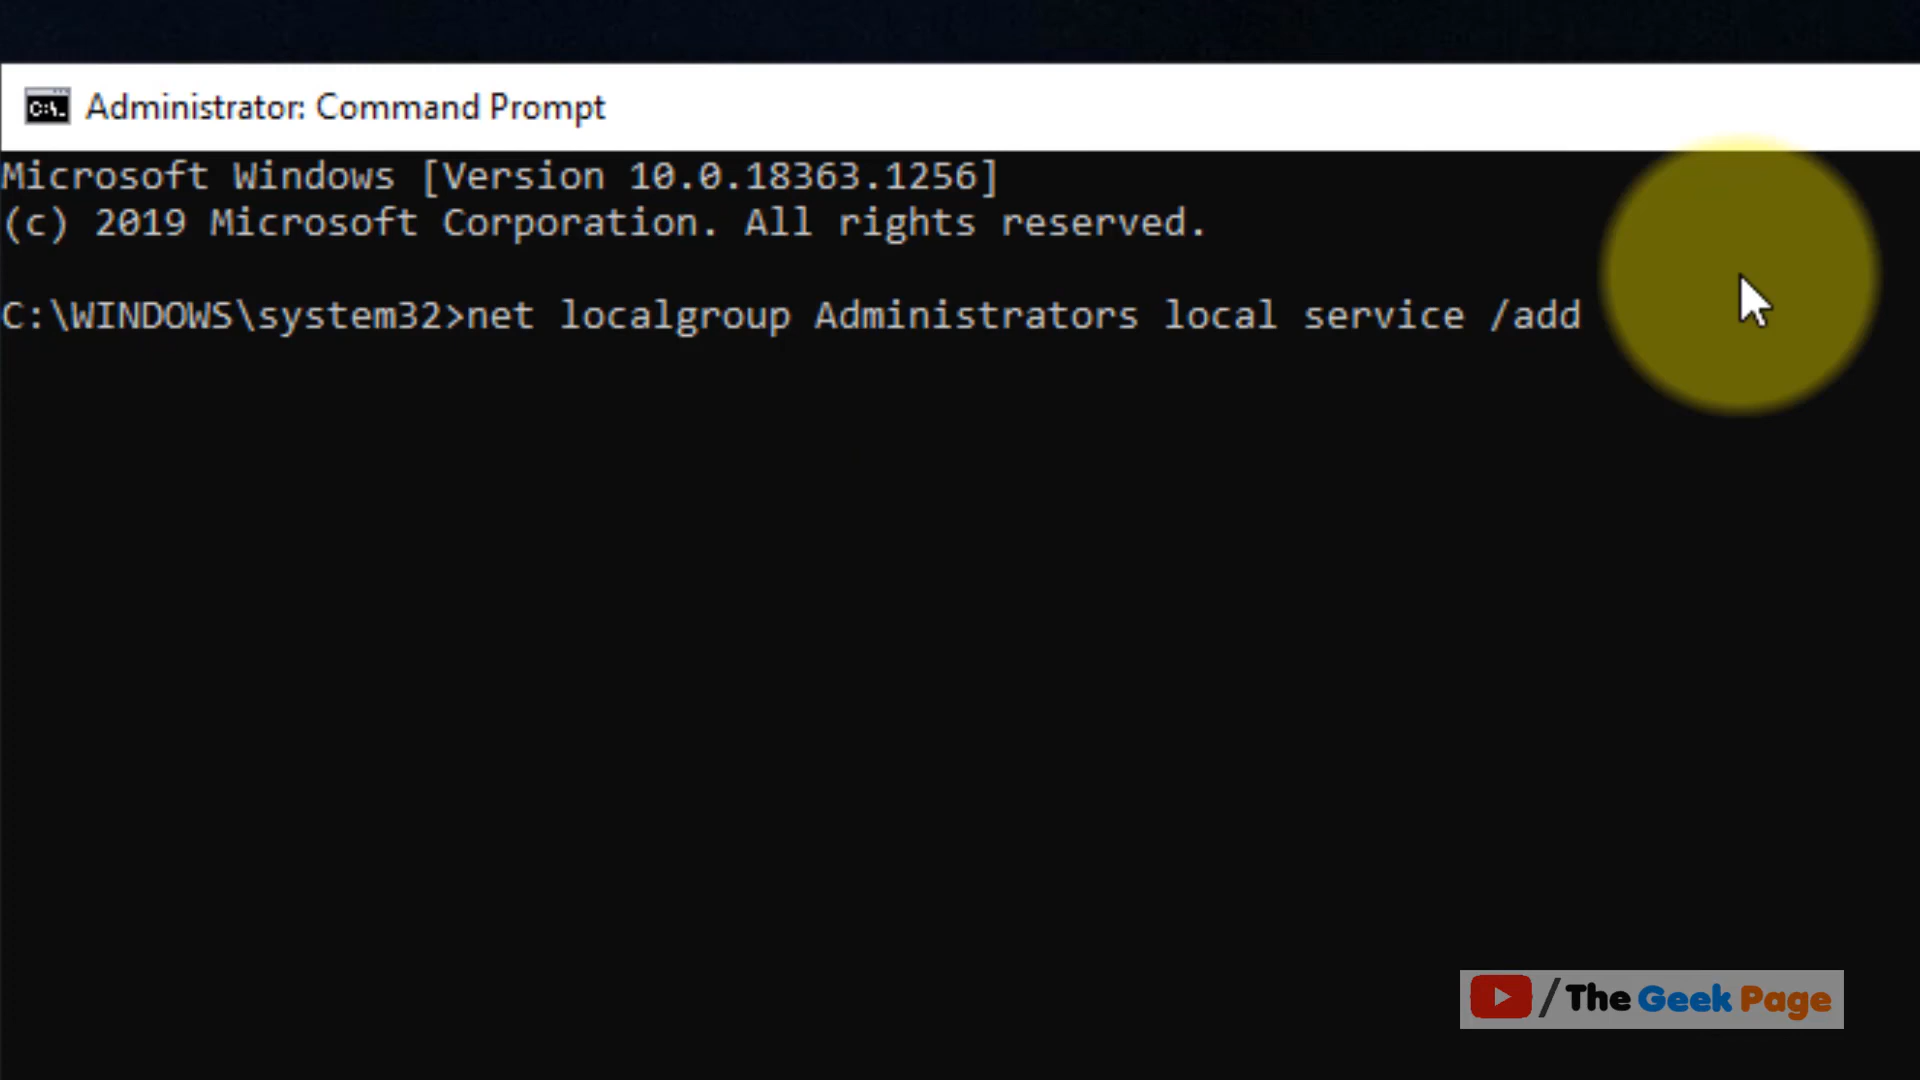 C:\.
Administrator: Command Prompt
Microsoft Windows [Version 10.0.18363.1256]
(c) 2019 Microsoft Corporation. All rights reserved.
C:\WINDOWS\system32>net localgroup Administrators local service /add
/The Geek Page